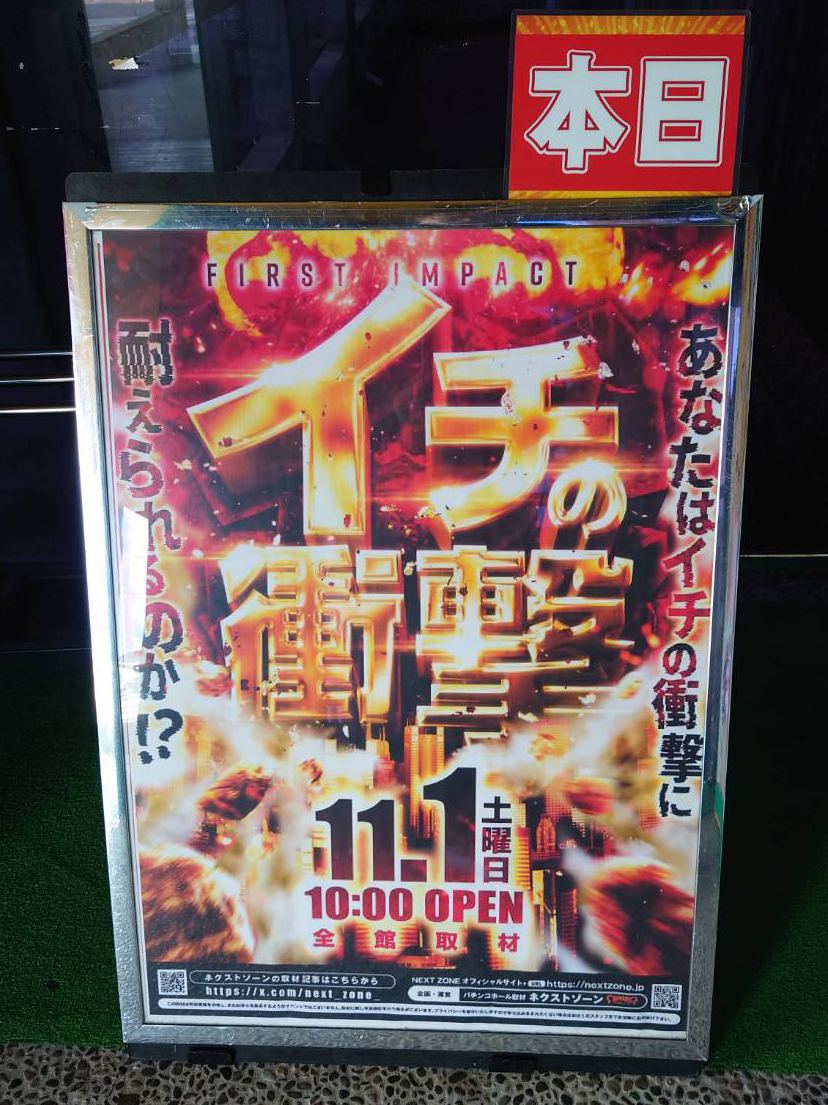 本日
FIRST IMPACT
イチの
衝撃
あなたはイチの衝撃に
耐えられるのか!?
11.1
土曜日
10:00 OPEN
全館取材
ネクストゾーンの取材記事はこちらから
https://x.com/next_zone_
NEXT ZONE オフィシャルサイト▸ URL https://nextzone.jp
企画・運営 パチンコホール取材 ネクストゾーン